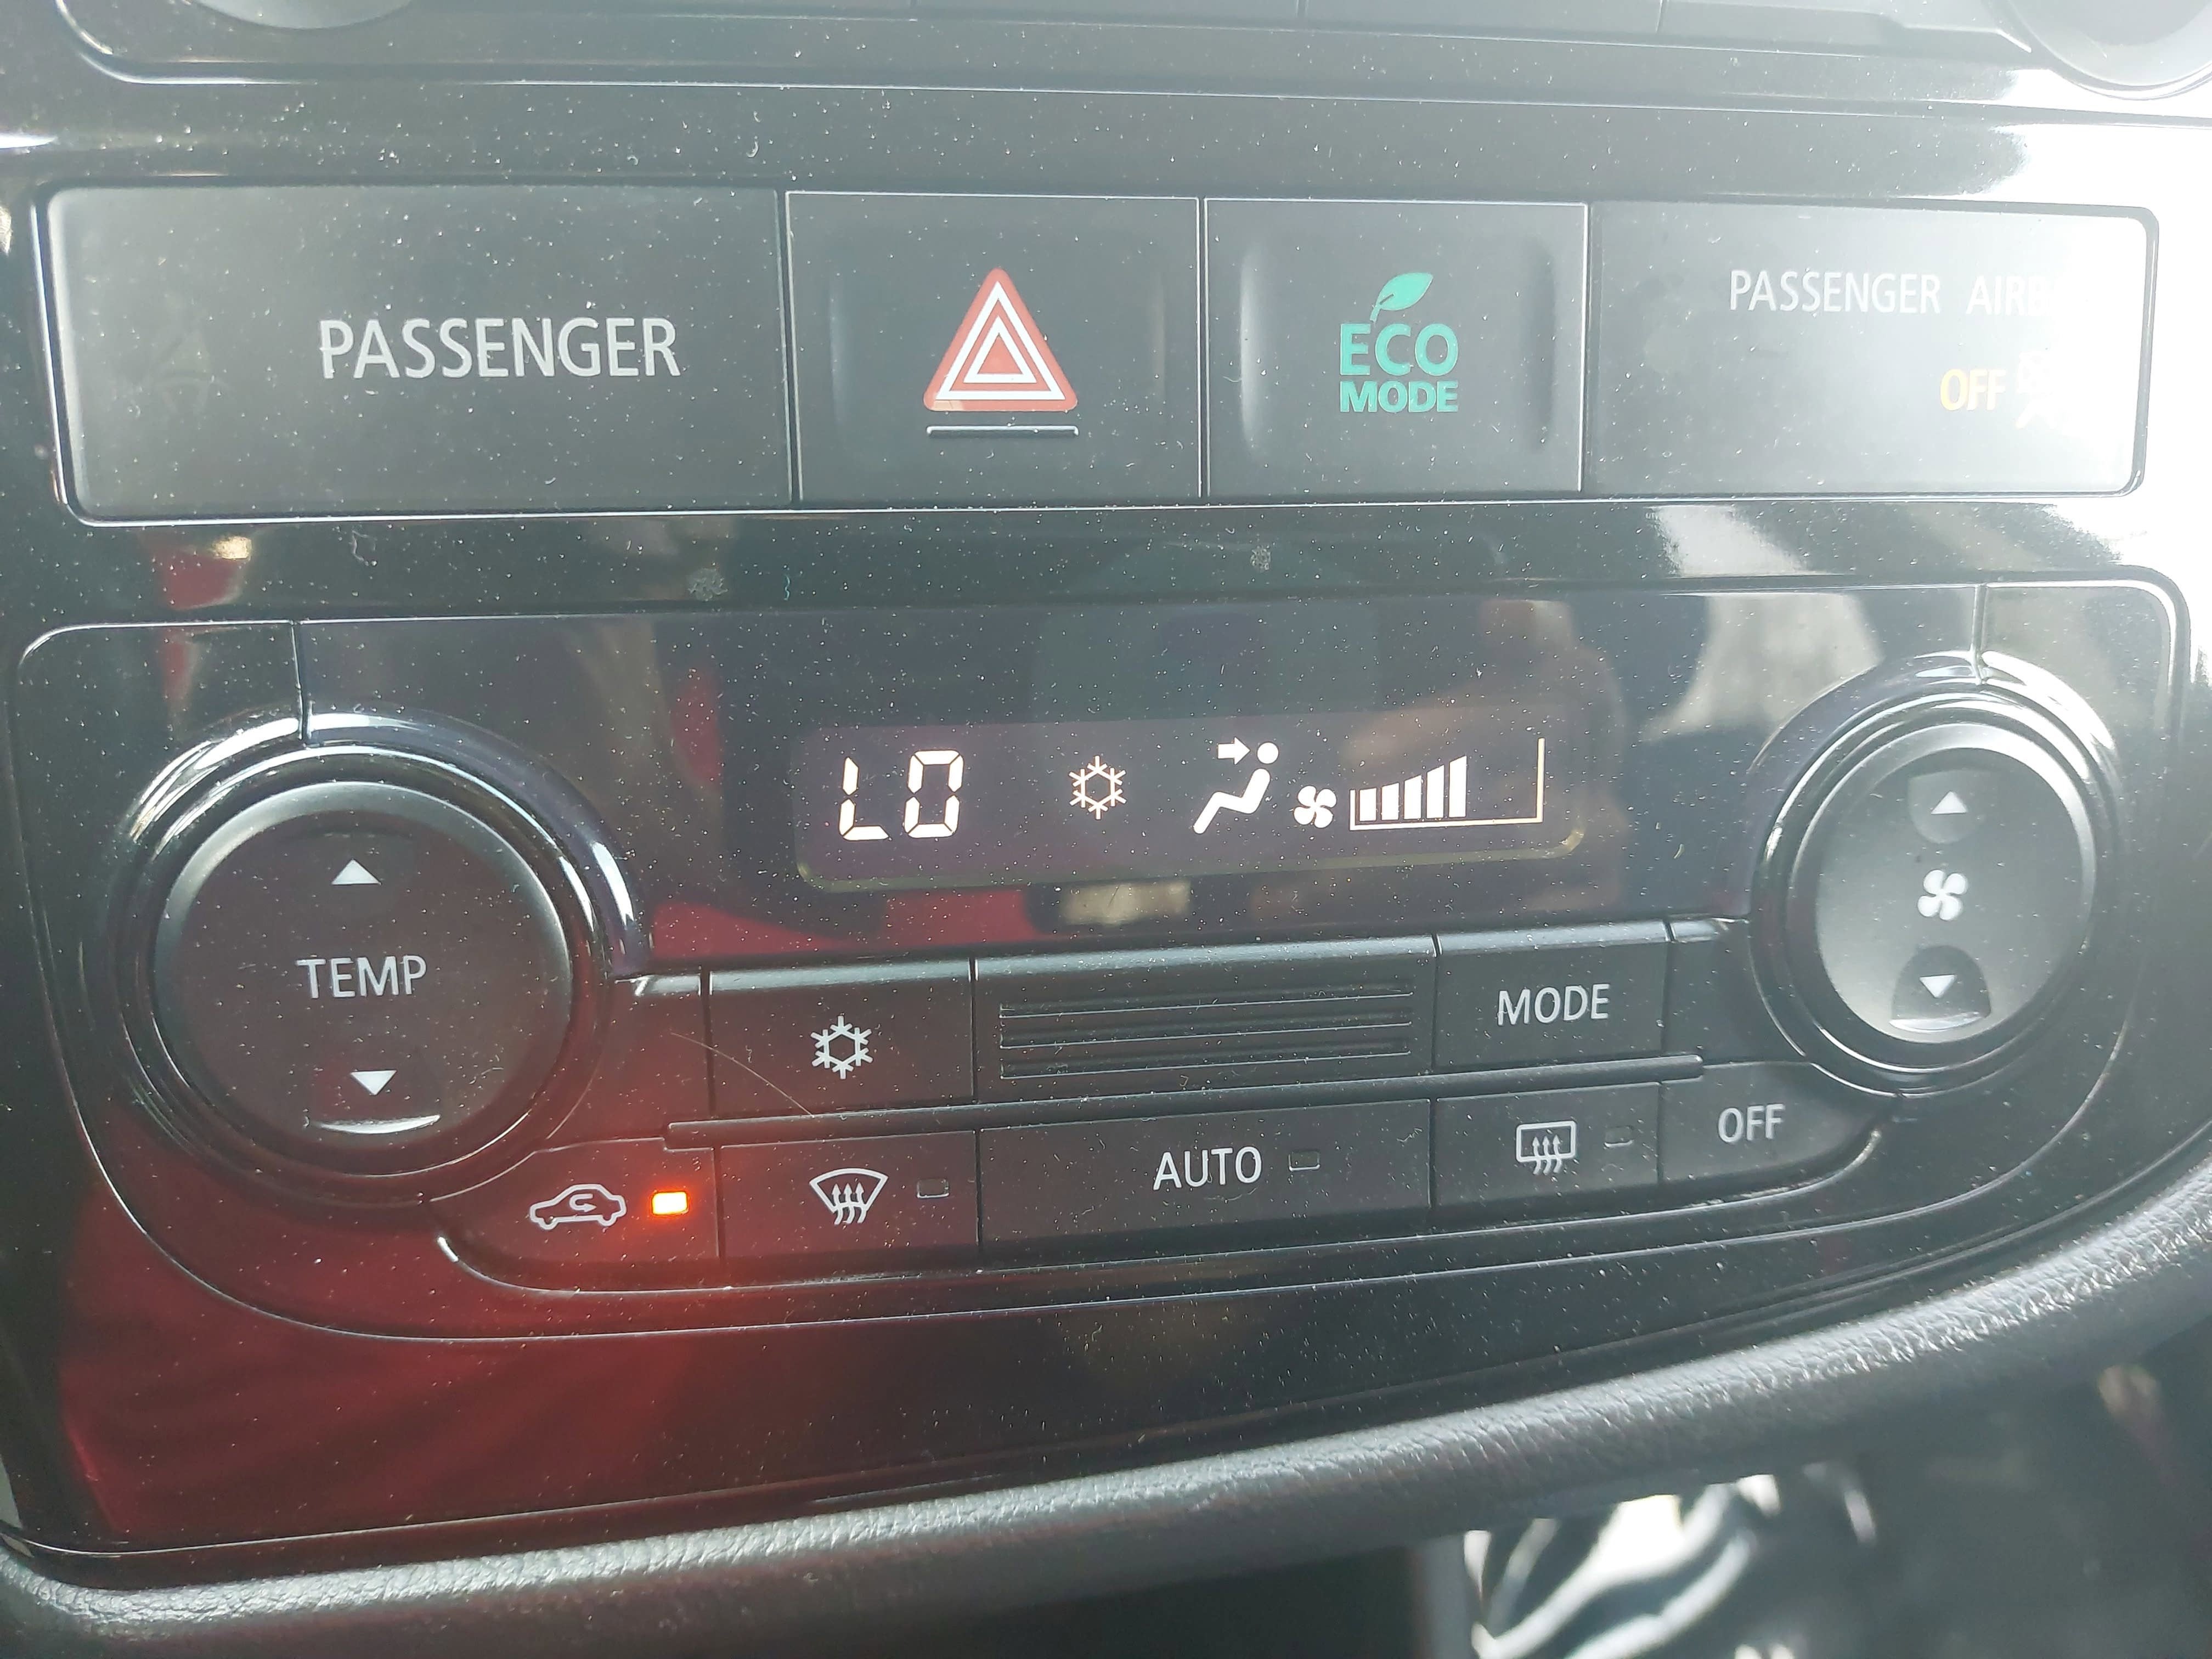 PASSENGER
ECO
MODE
PASSENGER
OFF
LO
TEMP
MODE
AUTO
OFF